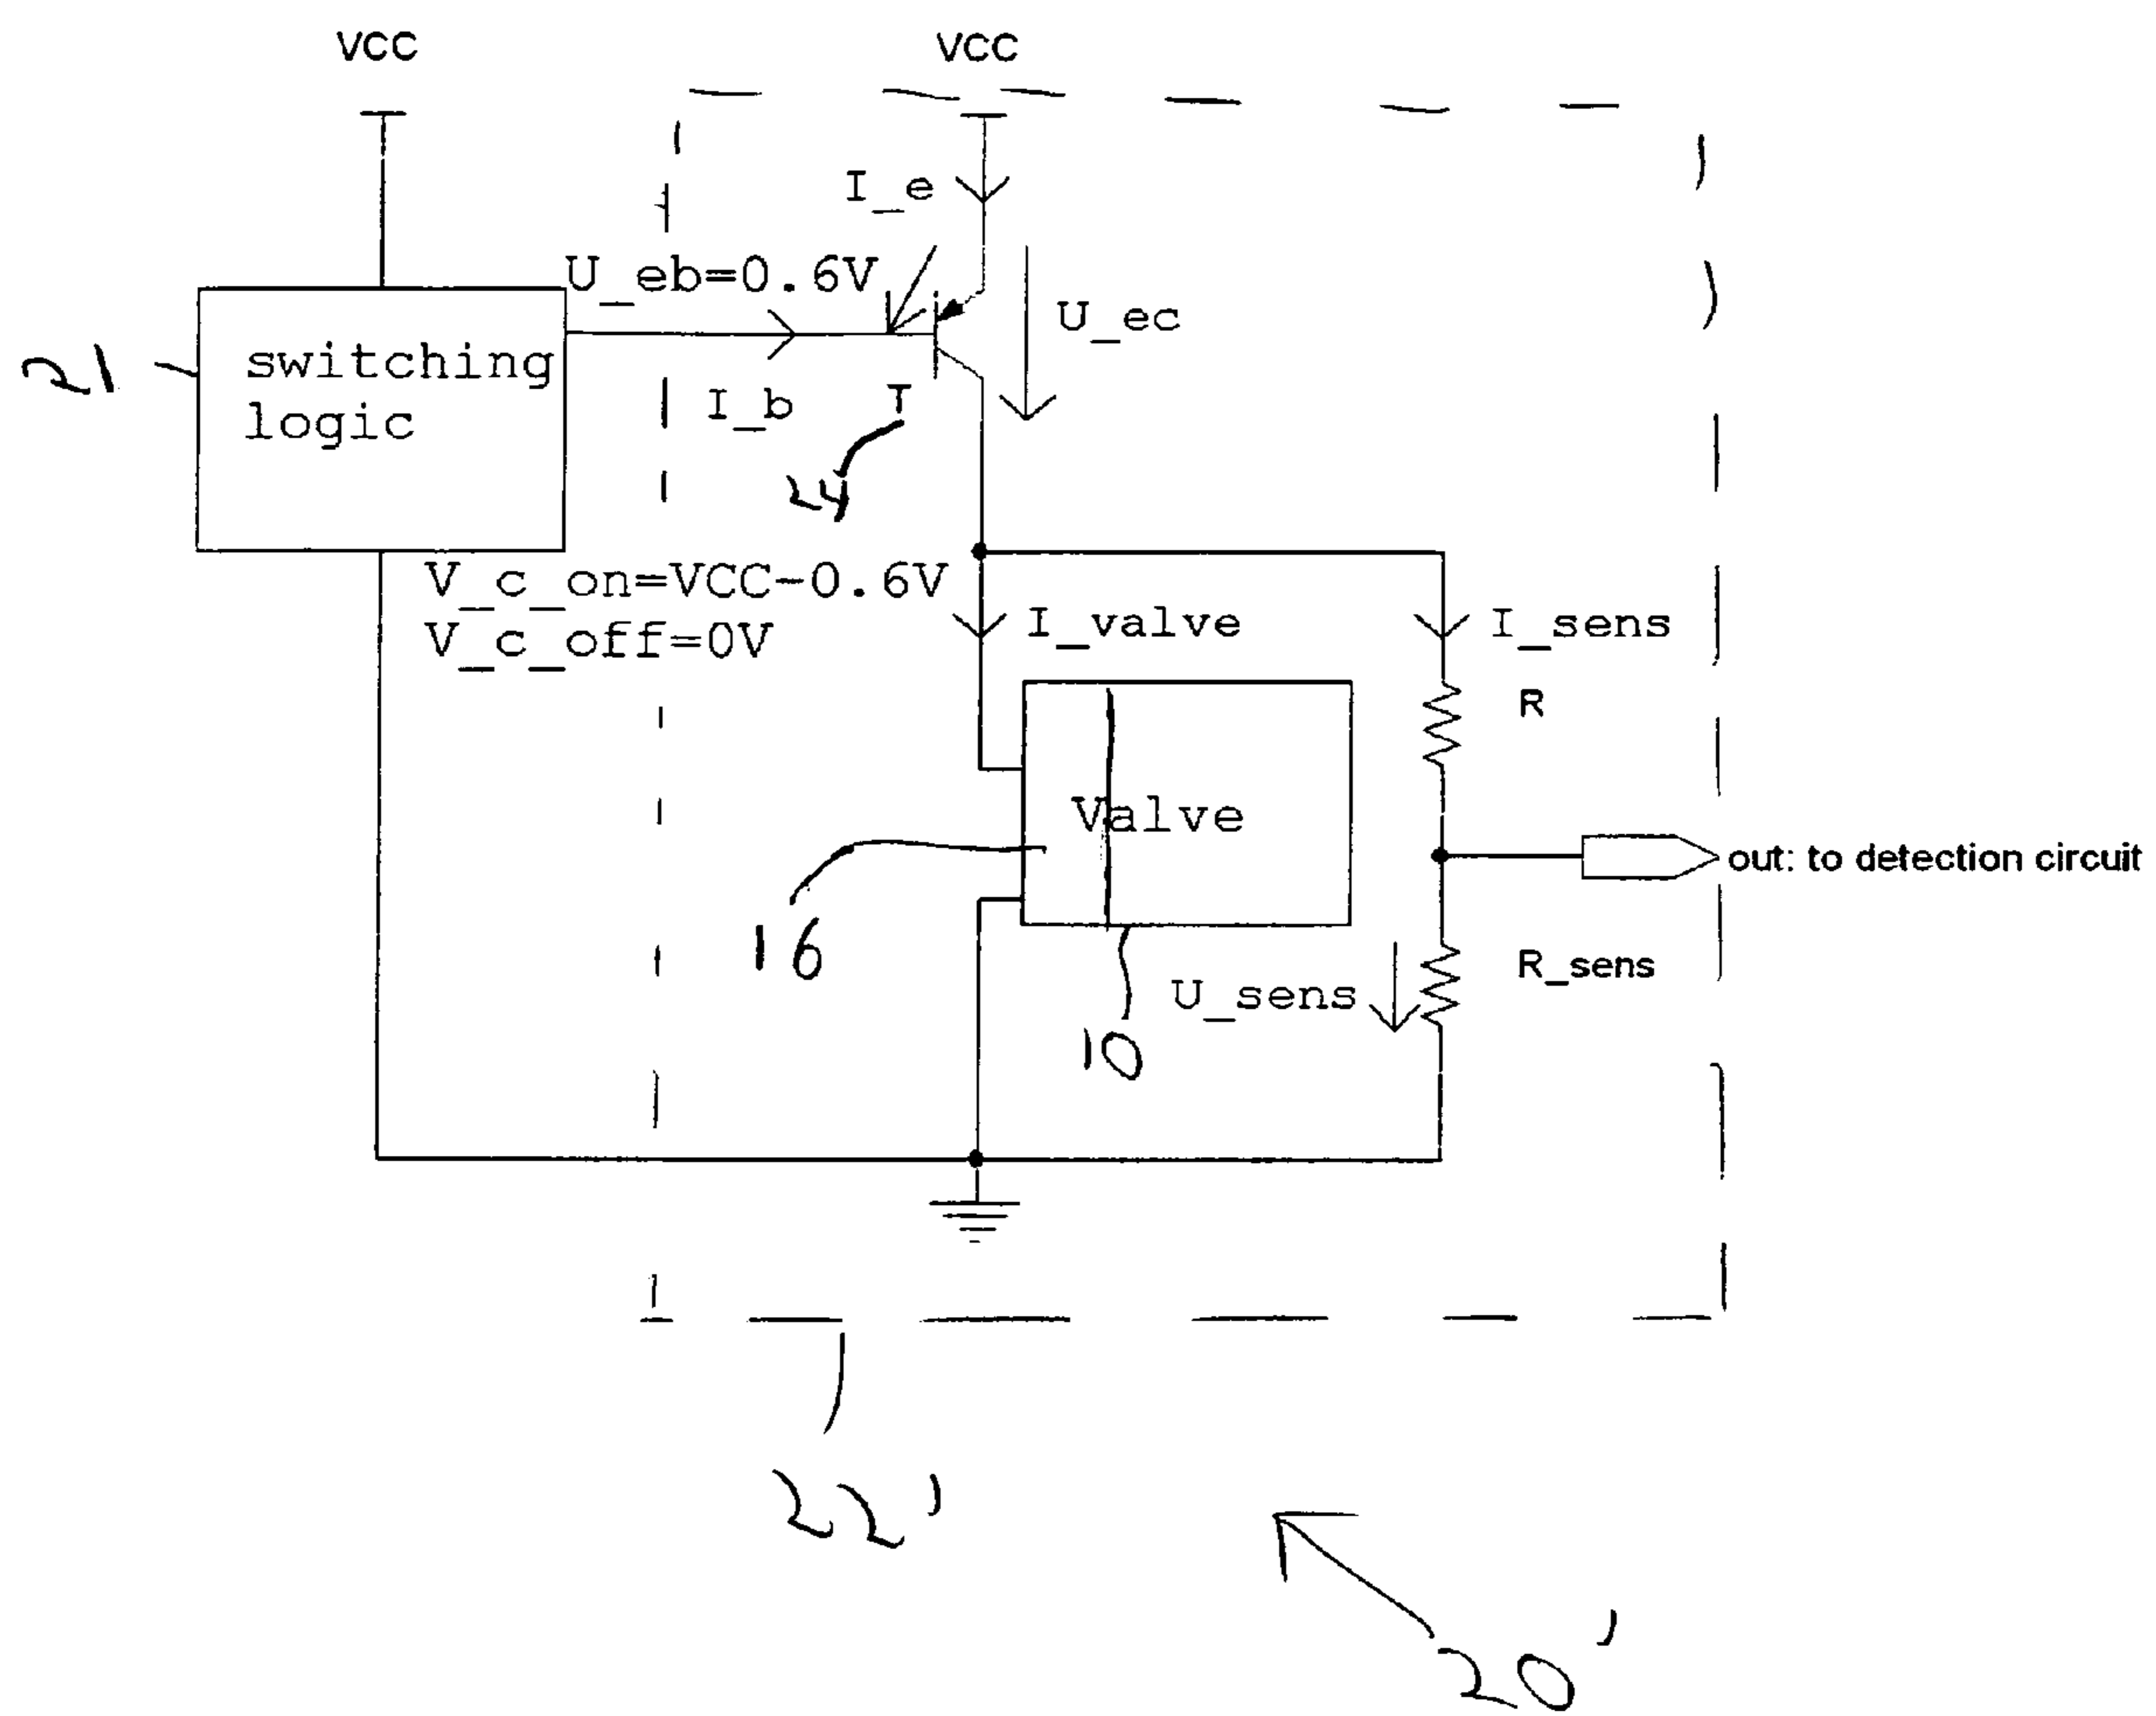 VCC
VCC
I_e
U_eb=0.6V
U_ec
21
switching
logic
I_b
T
24
V_c_on=VCC-0.6V
V_c_off=0V
I_valve
I_sens
R
Valve
out: to detection circuit
16
R_sens
U_sens
10
22'
20'